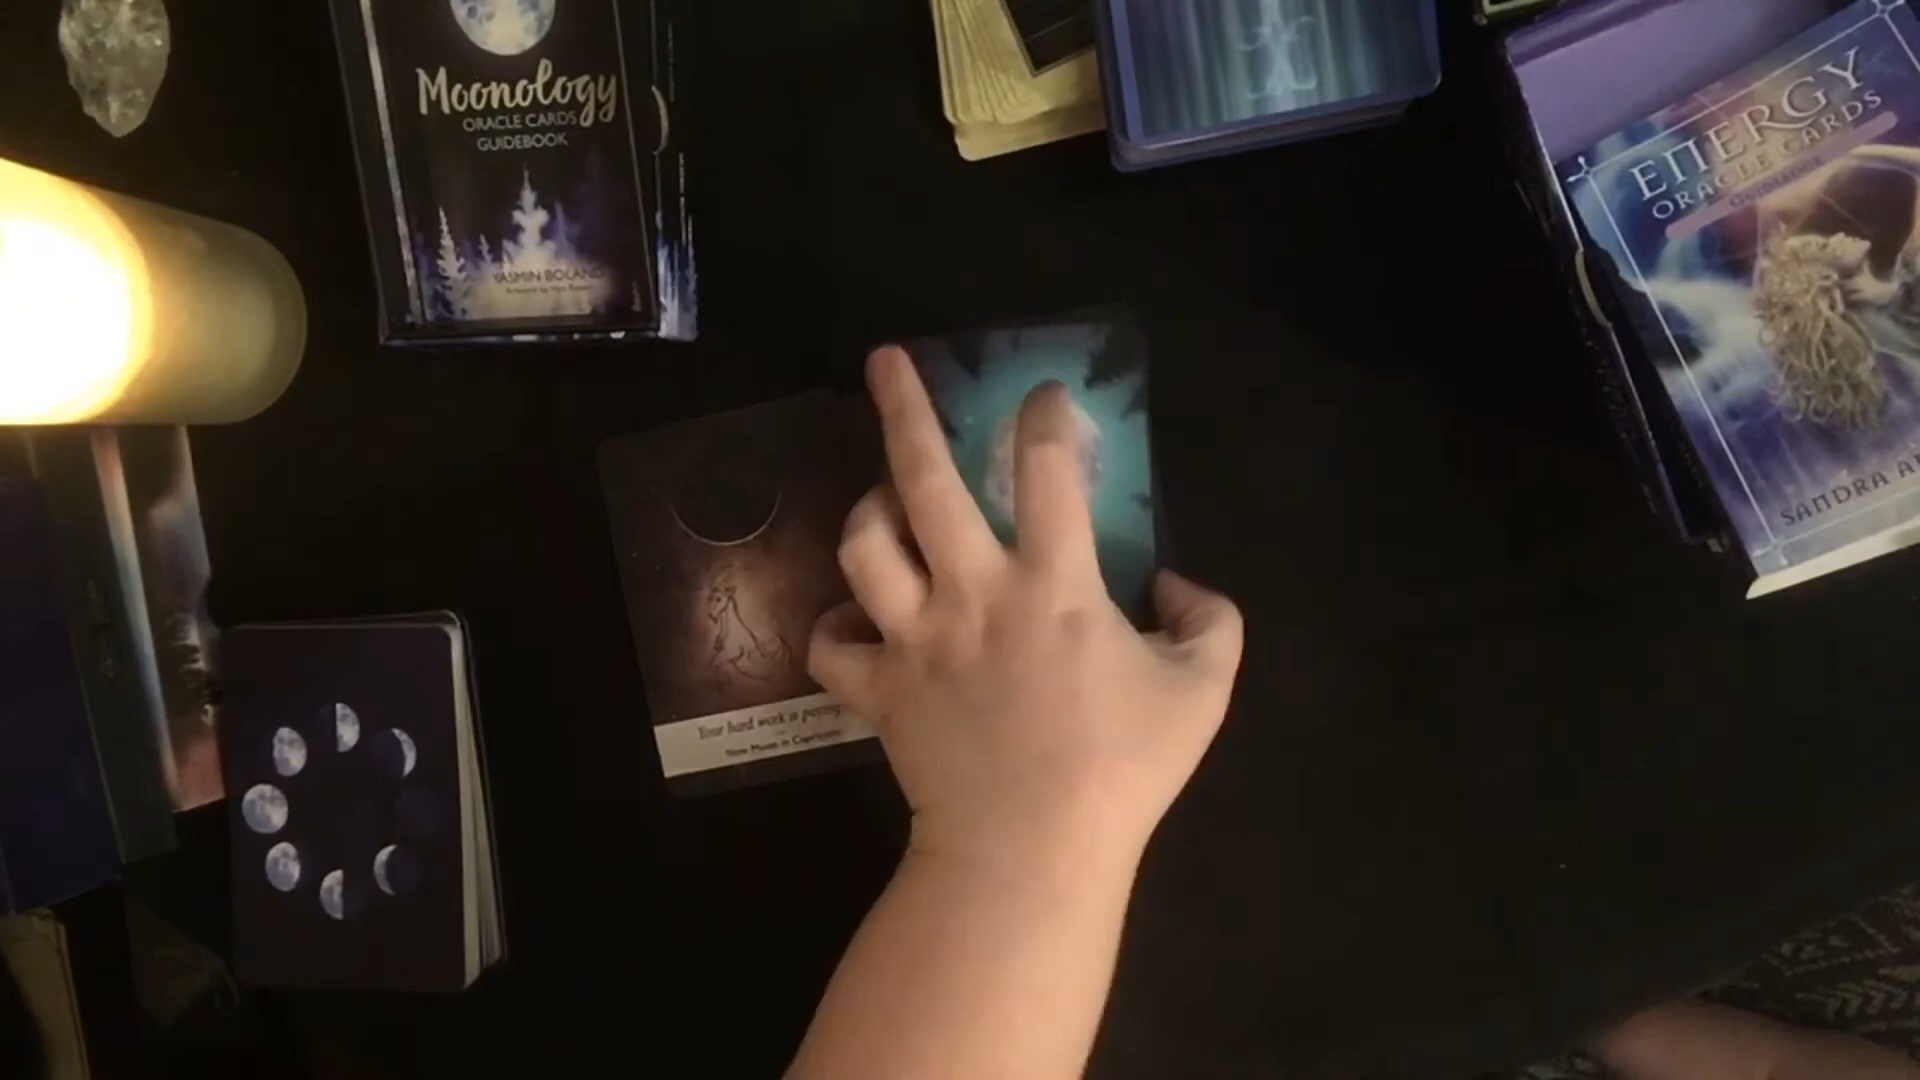 Moonology
ORACLE CARDS
GUIDEBOOK
YASMIN BOLAND
ENERGY
ORACLE CARDS
GUIDEBOOK
SANDRA
Your hard work is paying
New Moon in Capricorn